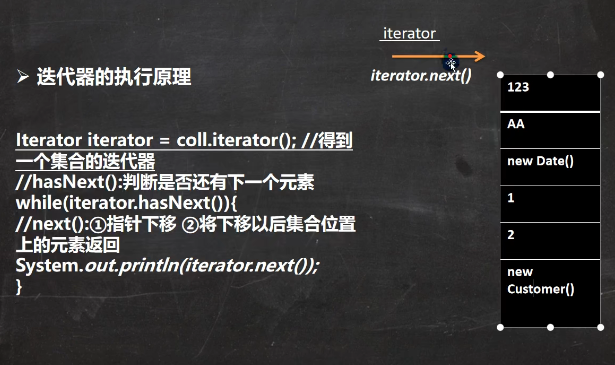 iterator
iterator.next()
迭代器的执行原理
Iterator iterator = coll.iterator(); //得到
一个集合的迭代器
//hasNext():判断是否还有下一个元素
while(iterator.hasNext()){
//next():①指针下移 ②将下移以后集合位置
上的元素返回
System.out.println(iterator.next());
}
123
AA
new Date()
1
2
new
Customer()